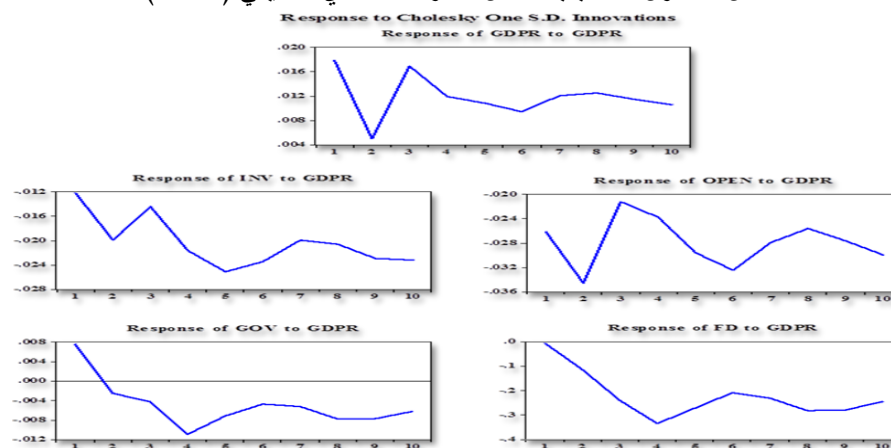 Response to Cholesky One S.D. Innovations
Response of GDPR to GDPR
.020
.016
.012
.008
.004
1 2 3 4 5 6 7 8 9 10
Response of INV to GDPR
-.012
-.016
-.020
-.024
-.028
1 2 3 4 5 6 7 8 9 10
Response of OPEN to GDPR
-.020
-.024
-.028
-.032
-.036
1 2 3 4 5 6 7 8 9 10
Response of GOV to GDPR
.008
.004
.000
-.004
-.008
-.012
1 2 3 4 5 6 7 8 9 10
Response of FD to GDPR
.0
-.1
-.2
-.3
-.4
1 2 3 4 5 6 7 8 9 10